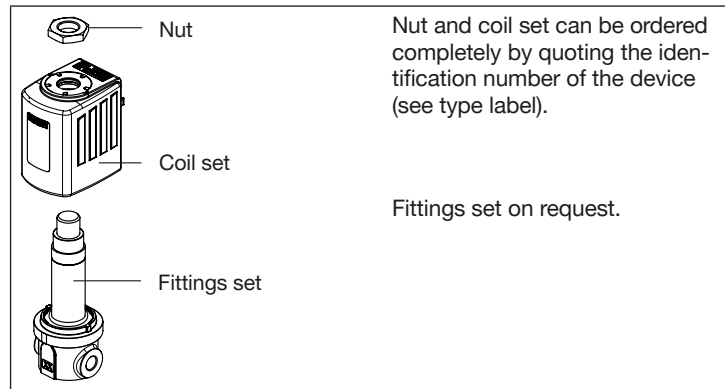 Nut
Coil set
Fittings set
Nut and coil set can be ordered
completely by quoting the iden-
tification number of the device
(see type label).
Fittings set on request.